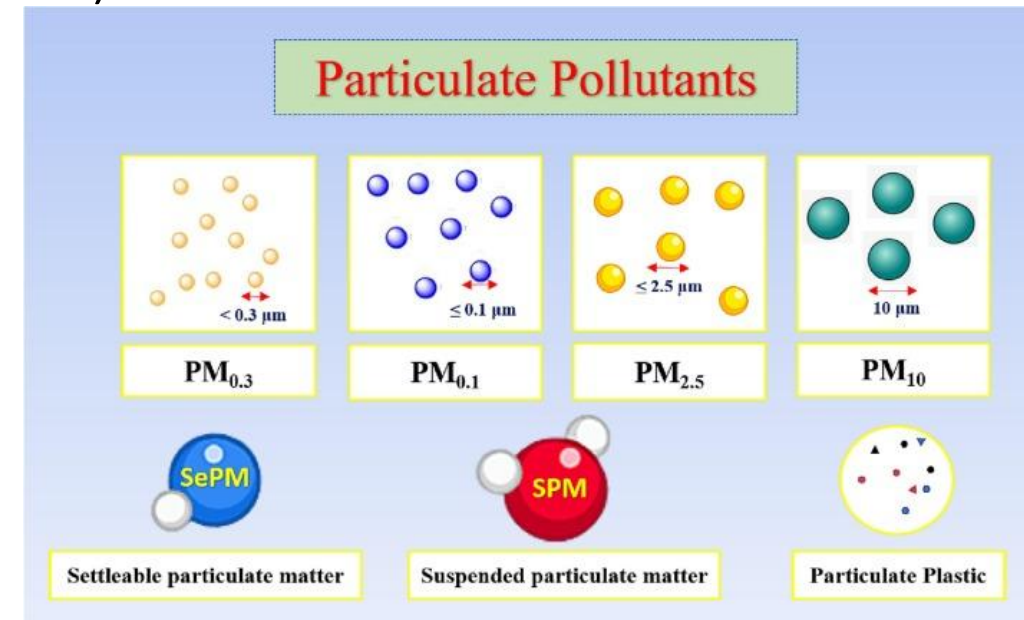 Particulate Pollutants
< 0.3 μm
≤ 0.1 μm
≤ 2.5 μm
10 μm
PM0.3
PM0.1
PM2.5
PM10
SePM
SPM
Settleable particulate matter
Suspended particulate matter
Particulate Plastic